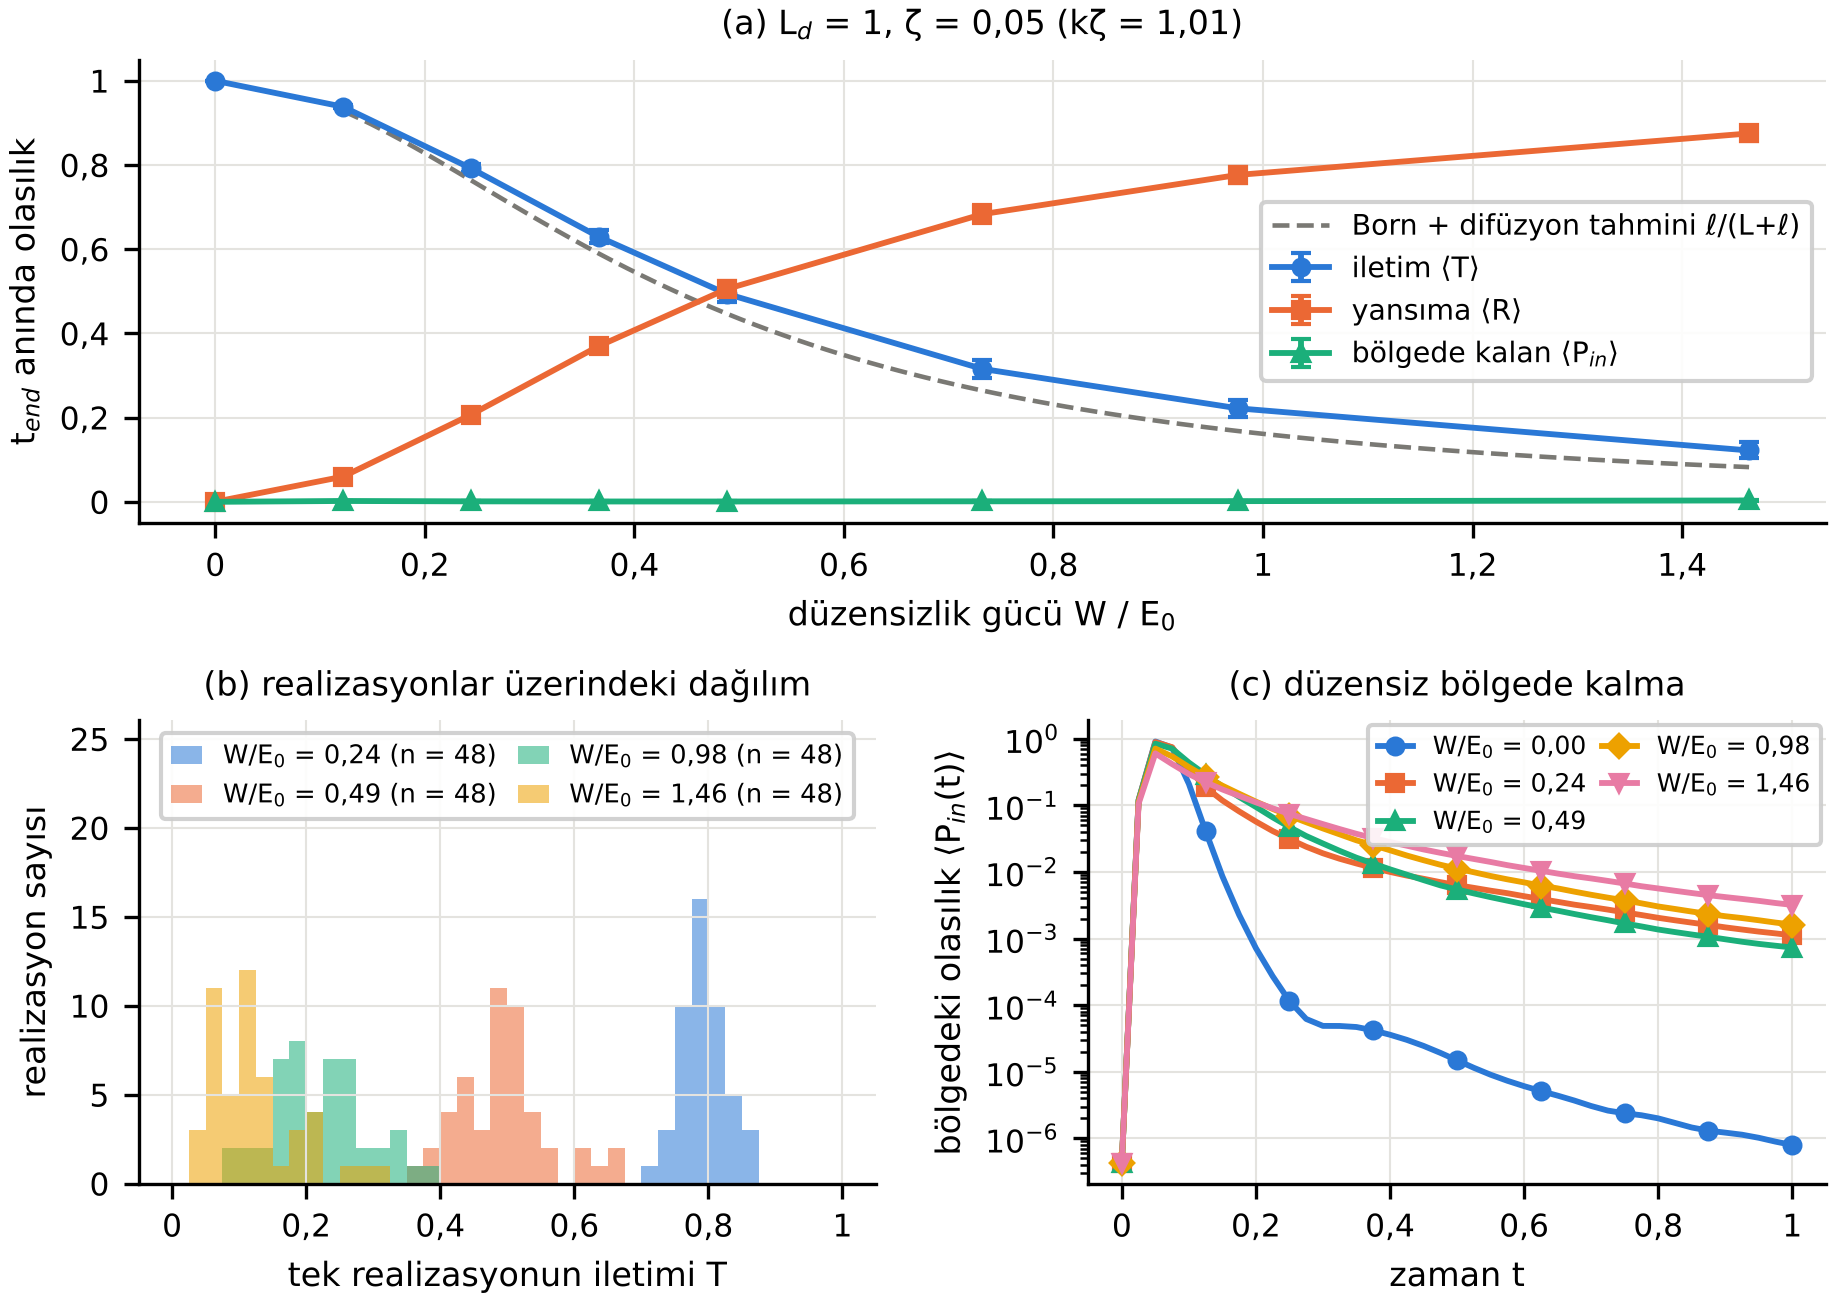 (a) L_d = 1, ζ = 0,05 (kζ = 1,01)
t_end anında olasılık
1
0,8
0,6
0,4
0,2
0
Born + difüzyon tahmini ℓ/(L+ℓ)
iletim ⟨T⟩
yansıma ⟨R⟩
bölgede kalan ⟨P_in⟩
0 0,2 0,4 0,6 0,8 1 1,2 1,4
düzensizlik gücü W / E₀
(b) realizasyonlar üzerindeki dağılım
realizasyon sayısı
25
20
15
10
5
0
W/E₀ = 0,24 (n = 48)
W/E₀ = 0,49 (n = 48)
W/E₀ = 0,98 (n = 48)
W/E₀ = 1,46 (n = 48)
0 0,2 0,4 0,6 0,8 1
tek realizasyonun iletimi T
(c) düzensiz bölgede kalma
bölgedeki olasılık ⟨P_in(t)⟩
10⁰
10⁻¹
10⁻²
10⁻³
10⁻⁴
10⁻⁵
10⁻⁶
W/E₀ = 0,00
W/E₀ = 0,24
W/E₀ = 0,49
W/E₀ = 0,98
W/E₀ = 1,46
0 0,2 0,4 0,6 0,8 1
zaman t